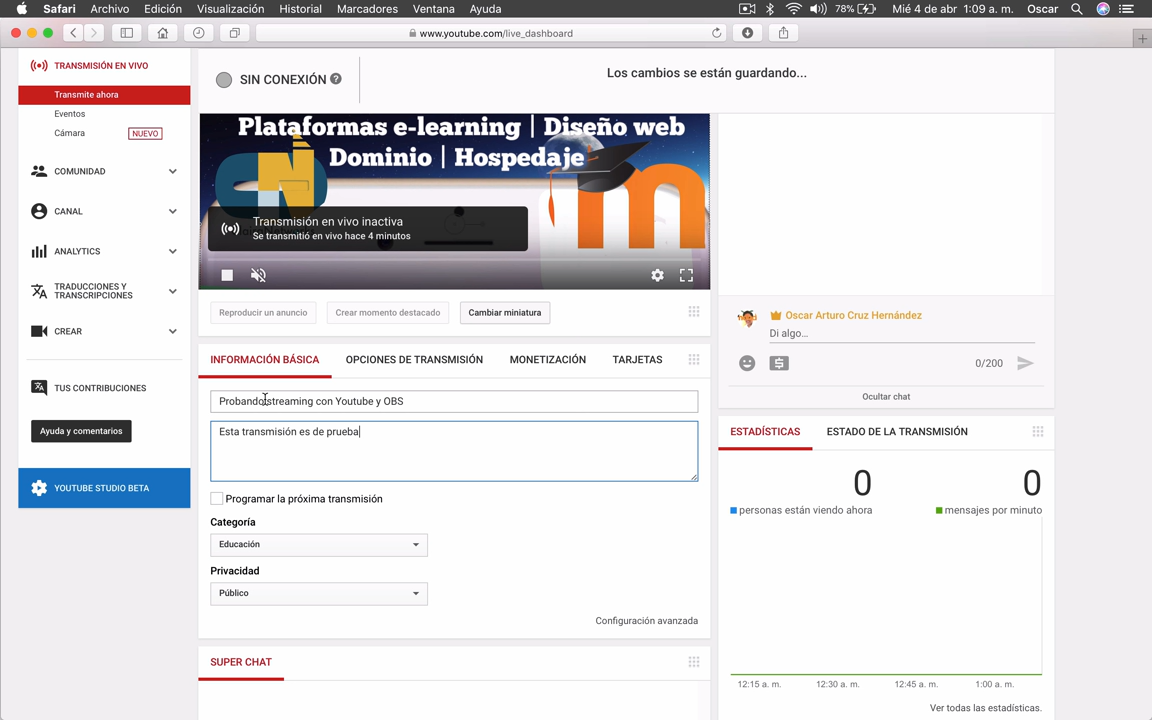 Safari Archivo Edición Visualización Historial Marcadores Ventana Ayuda 78% Mié 4 de abr 1:09 a. m. Oscar
www.youtube.com/live_dashboard
TRANSMISIÓN EN VIVO
Transmite ahora
Eventos
Cámara NUEVO
COMUNIDAD
CANAL
ANALYTICS
TRADUCCIONES Y
TRANSCRIPCIONES
CREAR
TUS CONTRIBUCIONES
Ayuda y comentarios
YOUTUBE STUDIO BETA
SIN CONEXIÓN ?
Los cambios se están guardando...
Plataformas e-learning | Diseño web
Dominio | Hospedaje
Transmisión en vivo inactiva
Se transmitió en vivo hace 4 minutos
Reproducir un anuncio Crear momento destacado Cambiar miniatura
INFORMACIÓN BÁSICA OPCIONES DE TRANSMISIÓN MONETIZACIÓN TARJETAS
Probando streaming con Youtube y OBS
Esta transmisión es de prueba
Programar la próxima transmisión
Categoría
Educación
Privacidad
Público
Configuración avanzada
SUPER CHAT
Oscar Arturo Cruz Hernández
Di algo...
0/200
Ocultar chat
ESTADÍSTICAS ESTADO DE LA TRANSMISIÓN
0 0
personas están viendo ahora mensajes por minuto
12:15 a. m. 12:30 a. m. 12:45 a. m. 1:00 a. m.
Ver todas las estadísticas.